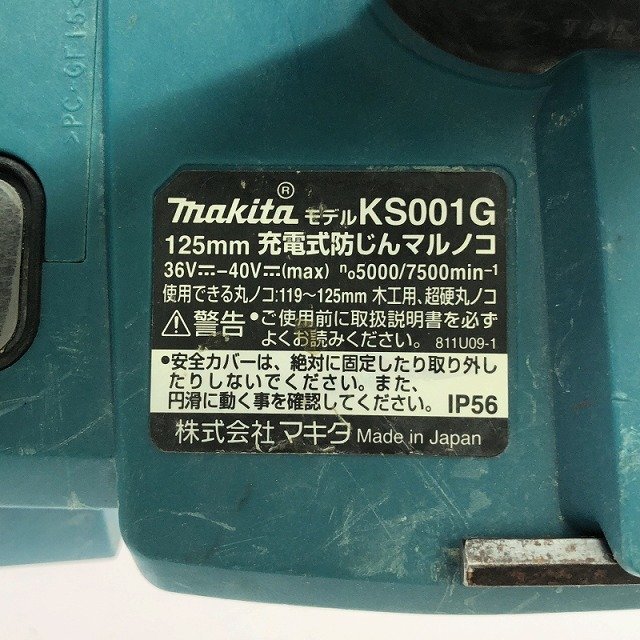 >PC-GF15<
makita® モデル KS001G
125mm 充電式防じんマルノコ
36V⎓-40V⎓(max) n₀5000/7500min⁻¹
使用できる丸ノコ:119～125mm 木工用、超硬丸ノコ
⚠警告 •ご使用前に取扱説明書を必ず
よくお読みください。 811U09-1
•安全カバーは、絶対に固定したり取り外し
たりしないでください。また、
円滑に動く事を確認してください。 IP56
株式会社 マキタ Made in Japan